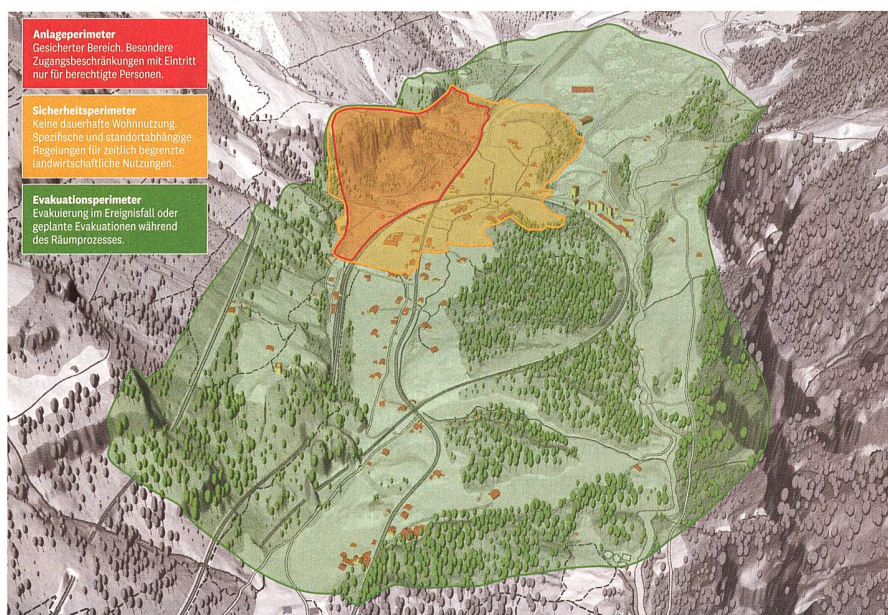 Anlageperimeter
Gesicherter Bereich. Besondere
Zugangsbeschränkungen mit Eintritt
nur für berechtigte Personen.
Sicherheitsperimeter
Keine dauerhafte Wohnnutzung.
Spezifische und standortabhängige
Regelungen für zeitlich begrenzte
landwirtschaftliche Nutzungen.
Evakuationsperimeter
Evakuierung im Ereignisfall oder
geplante Evakuationen während
des Räumprozesses.